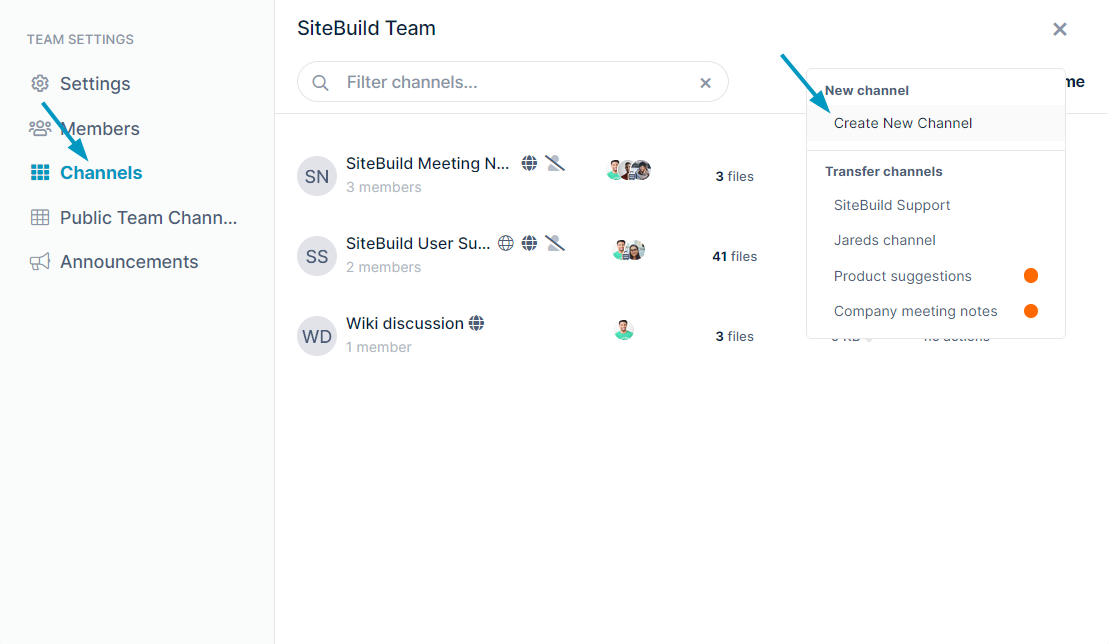 TEAM SETTINGS
Settings
Members
Channels
Public Team Chann...
Announcements
SiteBuild Team
Filter channels...
me
SN
SiteBuild Meeting N...
3 members
3 files
SS
SiteBuild User Su...
2 members
41 files
WD
Wiki discussion
1 member
3 files
New channel
Create New Channel
Transfer channels
SiteBuild Support
Jareds channel
Product suggestions
Company meeting notes